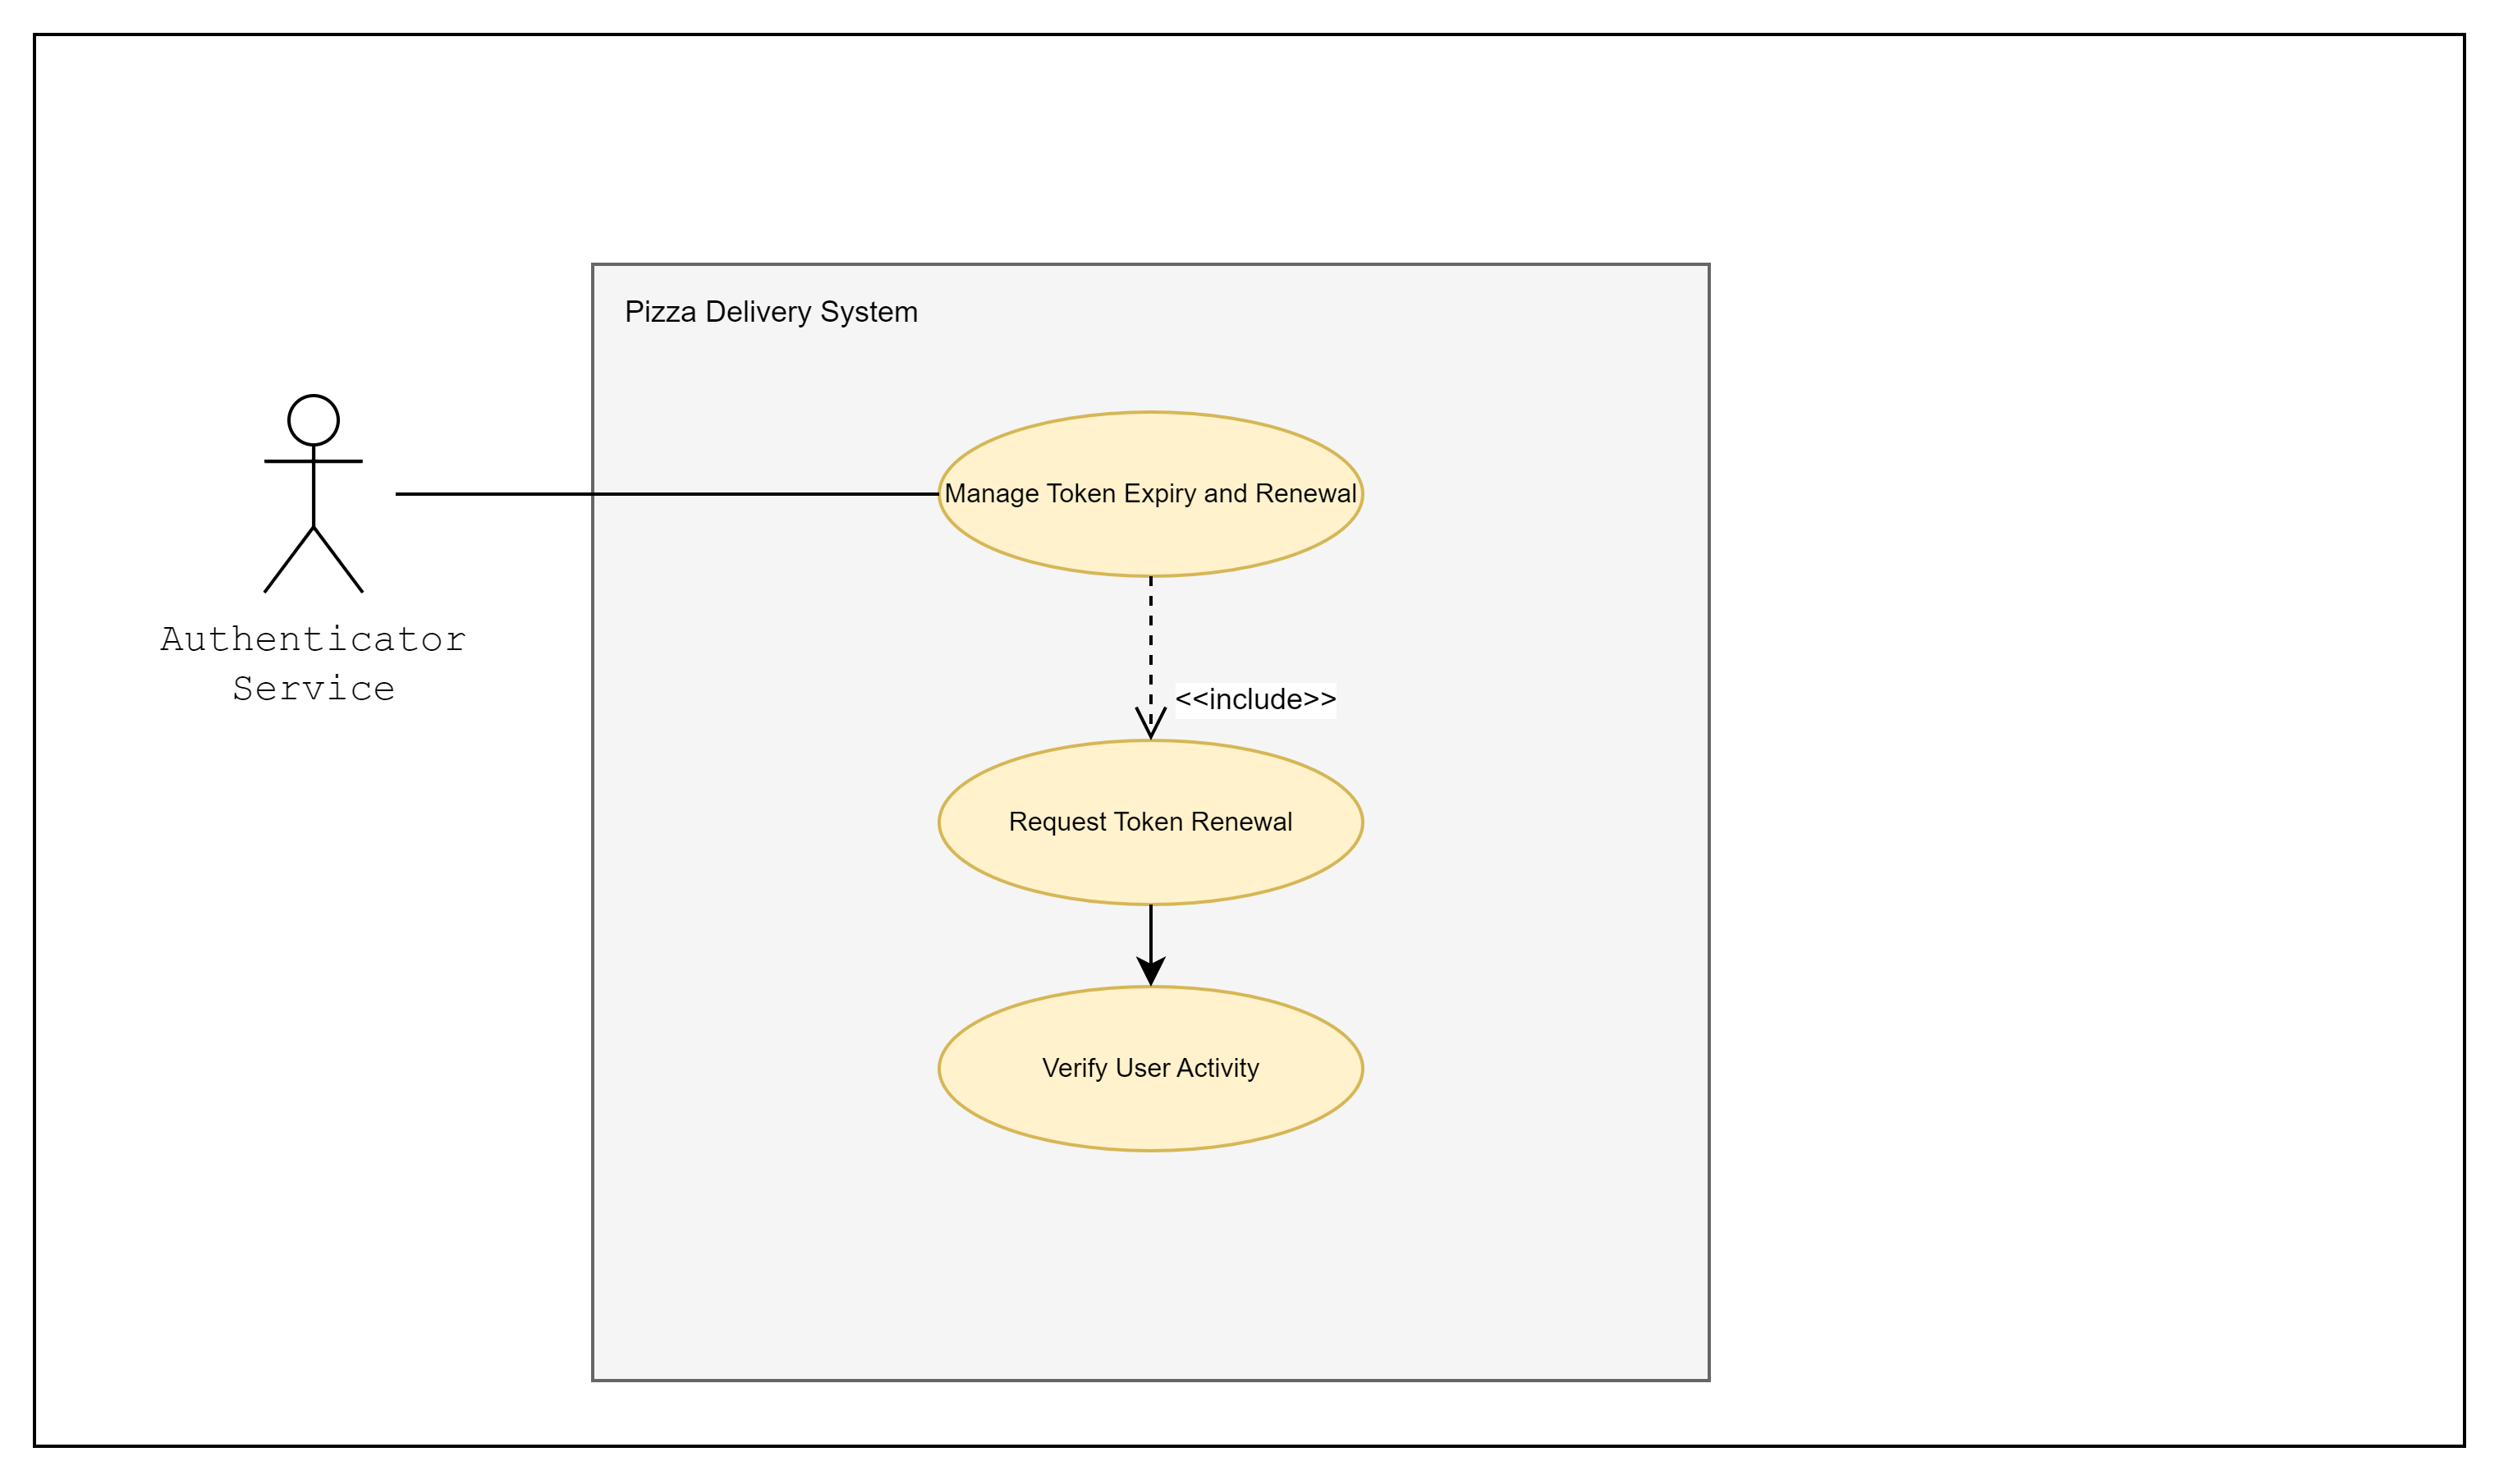 Pizza Delivery System
Manage Token Expiry and Renewal
Authenticator
Service
<<include>>
Request Token Renewal
Verify User Activity